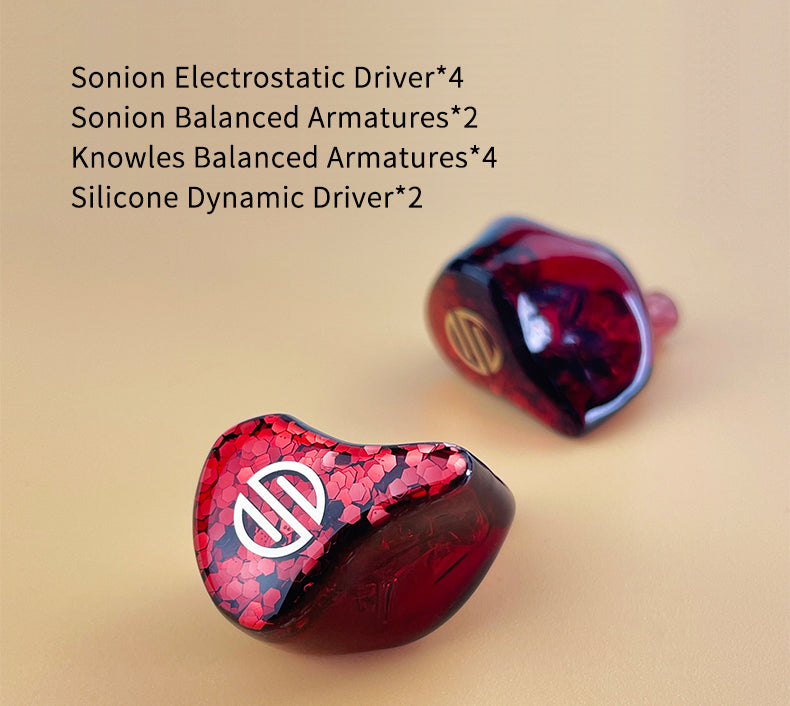 Sonion Electrostatic Driver*4
Sonion Balanced Armatures*2
Knowles Balanced Armatures*4
Silicone Dynamic Driver*2